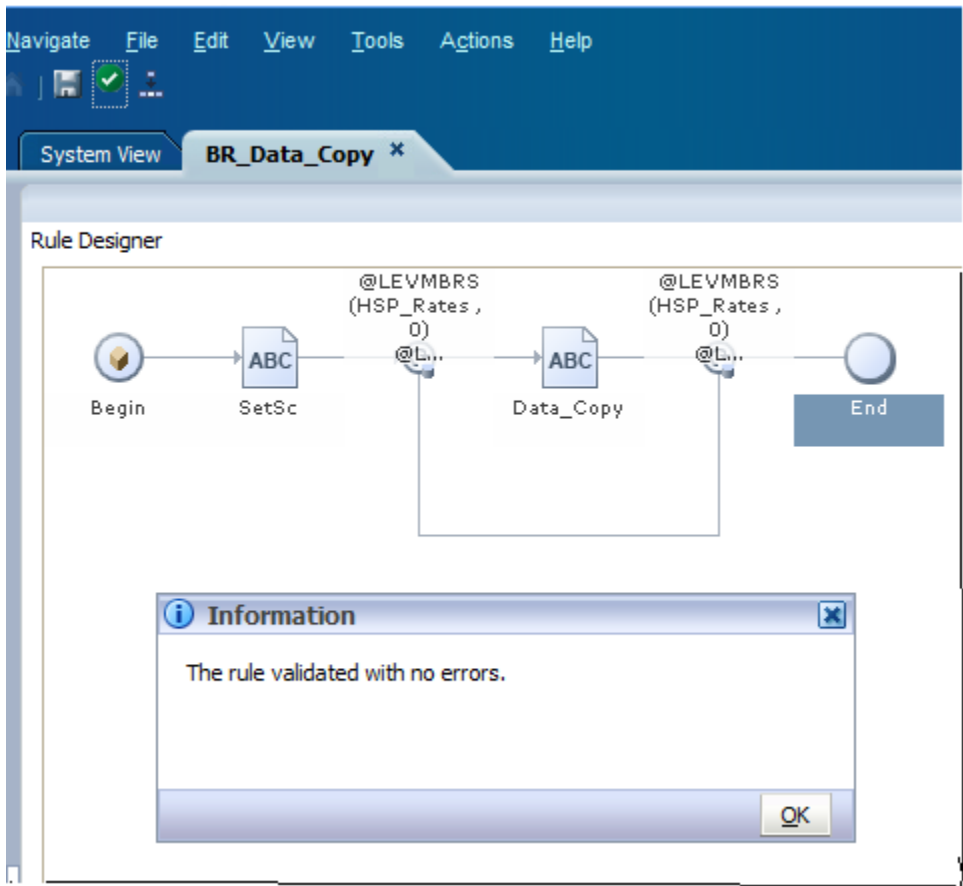 Navigate File Edit View Tools Actions Help
System View BR_Data_Copy
Rule Designer
@LEVMBRS @LEVMBRS
(HSP_Rates , (HSP_Rates ,
0) 0)
ABC @L... ABC @L...
Begin SetSc Data_Copy End
Information
The rule validated with no errors.
OK